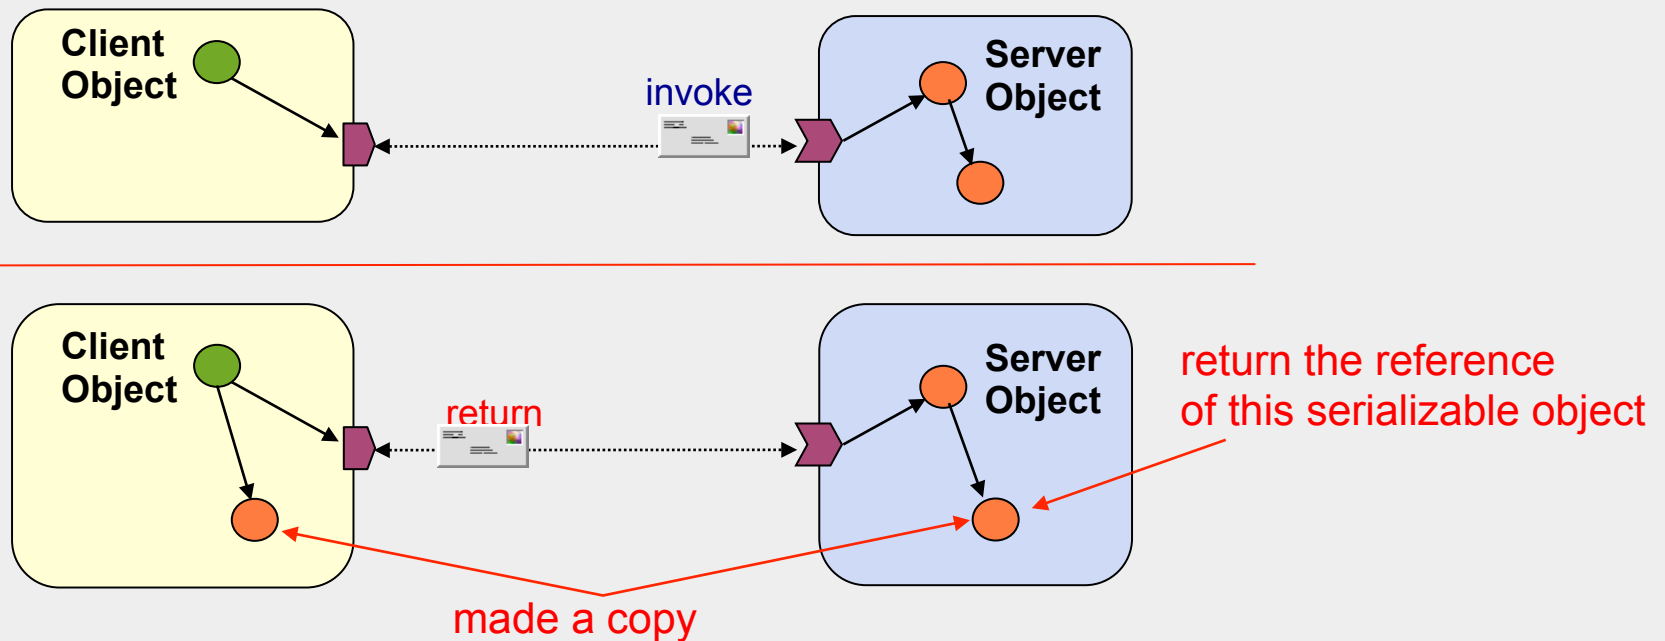 Client
Object
invoke
Server
Object
Client
Object
return
Server
Object
return the reference
of this serializable object
made a copy